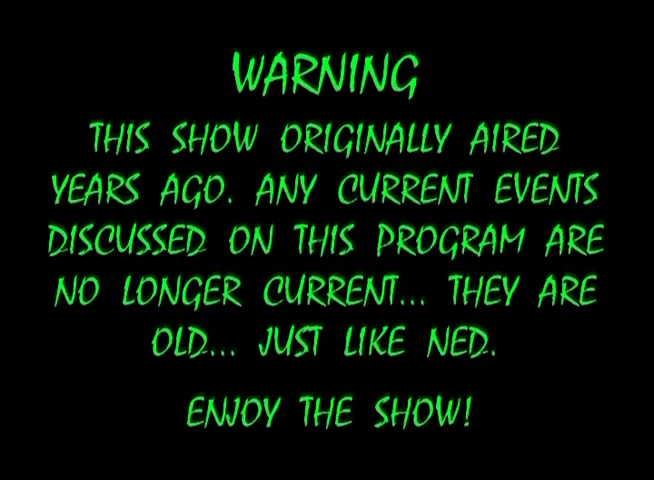 WARNING
THIS SHOW ORIGINALLY AIRED
YEARS AGO. ANY CURRENT EVENTS
DISCUSSED ON THIS PROGRAM ARE
NO LONGER CURRENT... THEY ARE
OLD... JUST LIKE NED.
ENJOY THE SHOW!